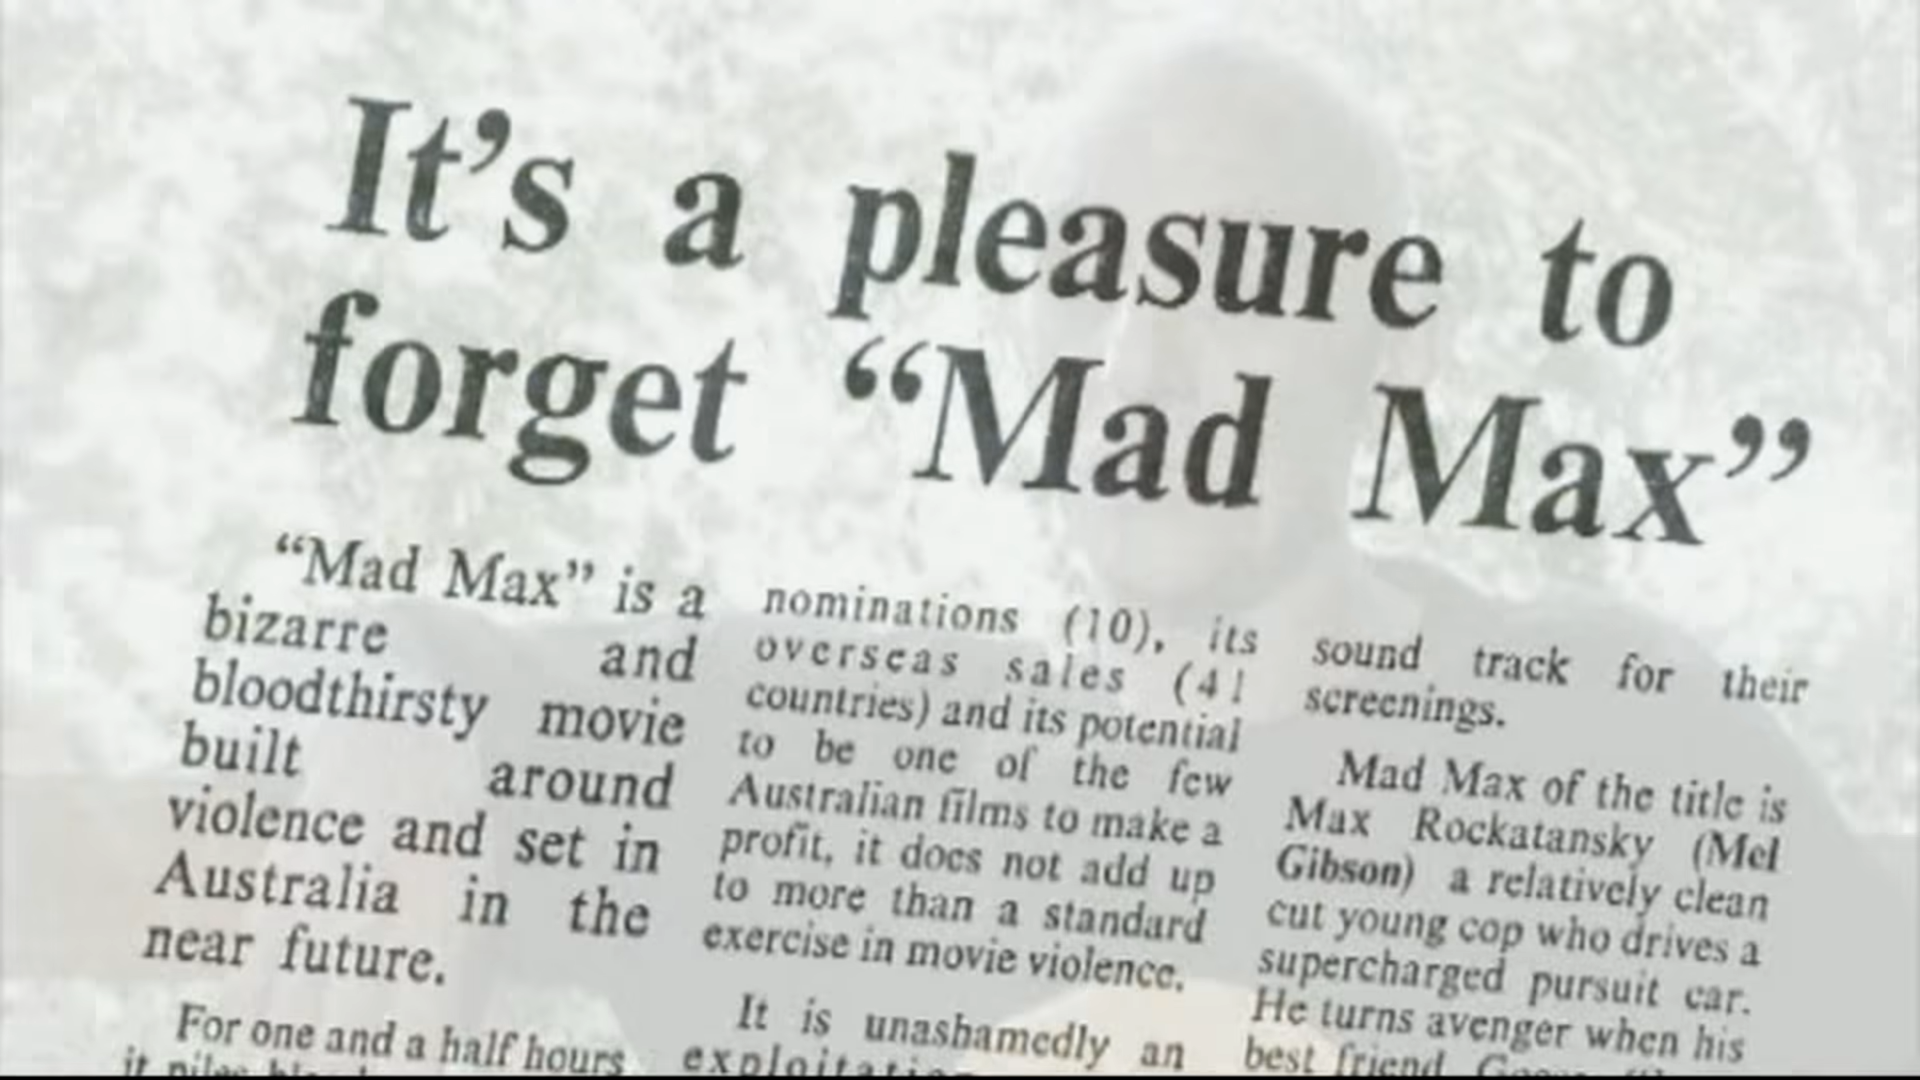 It's a pleasure to
forget “Mad Max”
“Mad Max” is a
bizarre and
bloodthirsty movie
built around
violence and set in
Australia in the
near future.
For one and a half hours
it piles
nominations (10), its
overseas sales (41
countries) and its potential
to be one of the few
Australian films to make a
profit, it does not add up
to more than a standard
exercise in movie violence.
It is unashamedly an
sound track for their
screenings.
Mad Max of the title is
Max Rockatansky (Mel
Gibson) a relatively clean
cut young cop who drives a
supercharged pursuit car.
He turns avenger when his
best friend